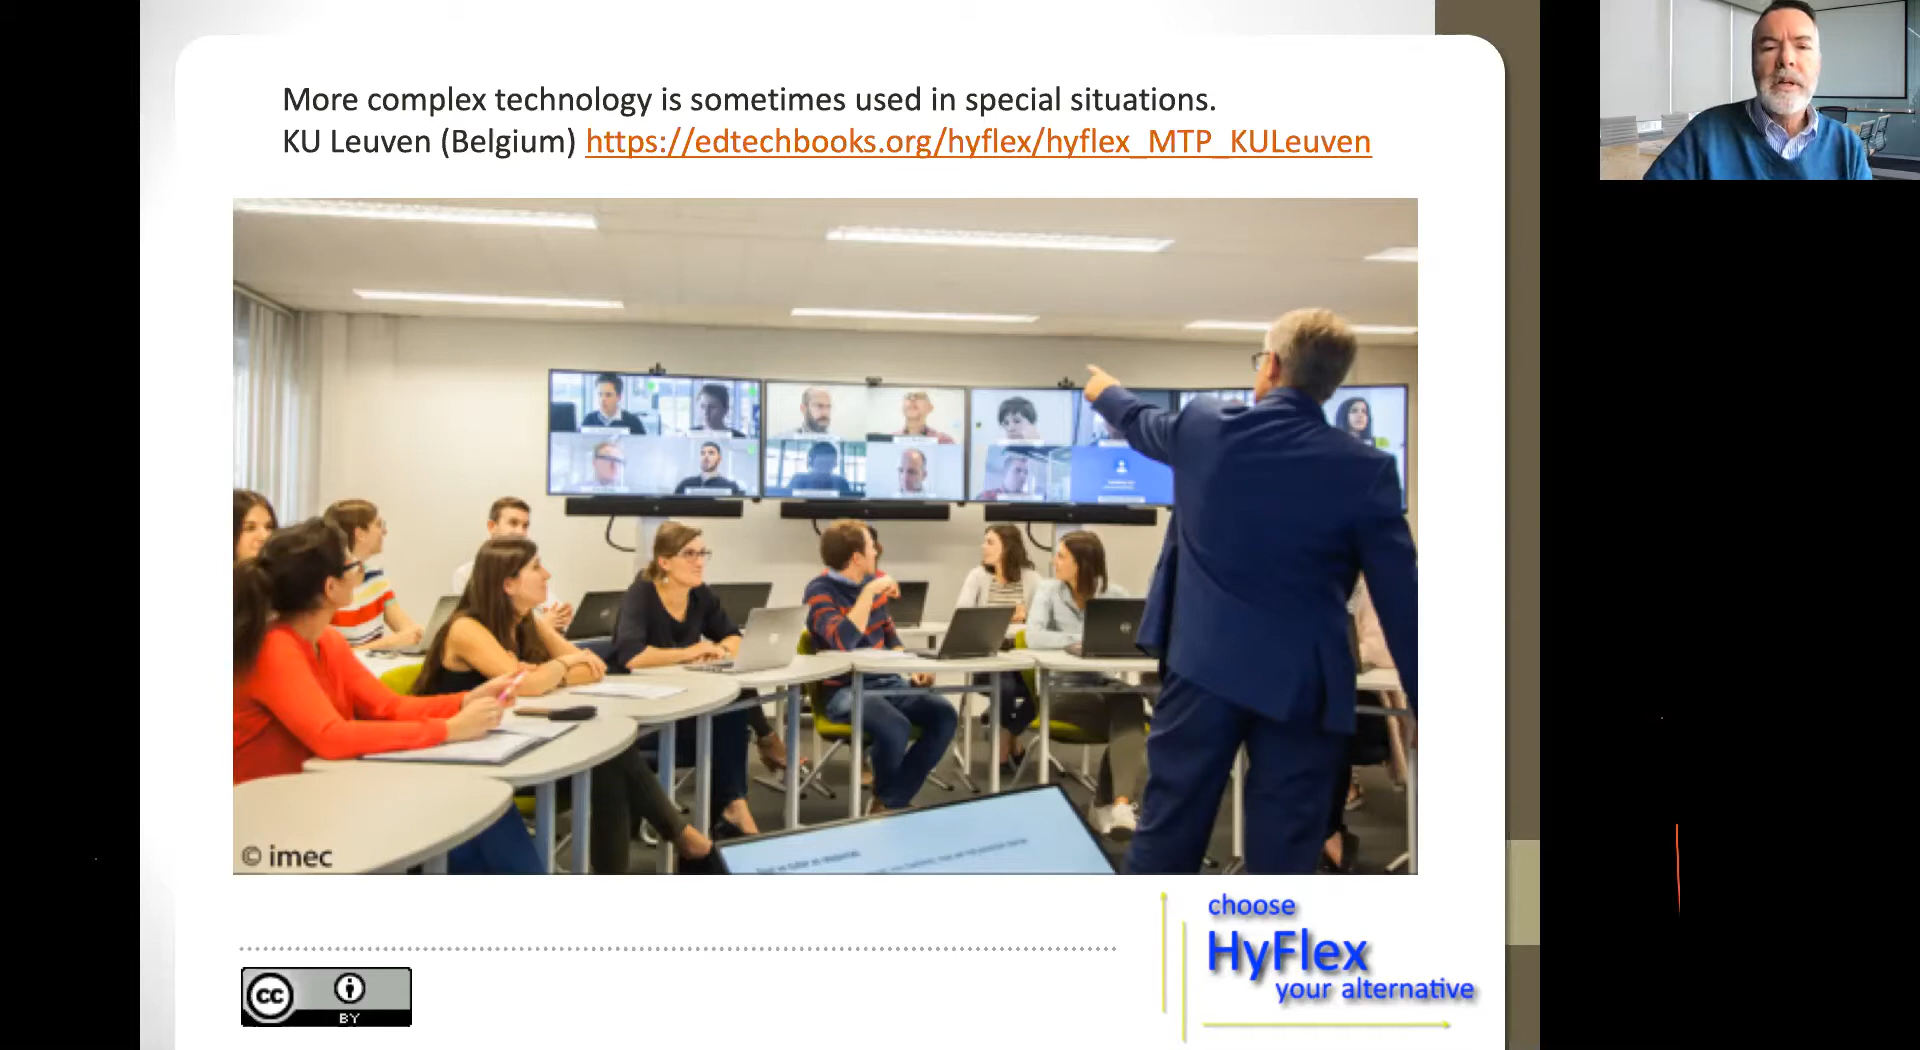 More complex technology is sometimes used in special situations.
KU Leuven (Belgium) https://edtechbooks.org/hyflex/hyflex_MTP_KULeuven
© imec
cc
BY
choose
HyFlex
your alternative